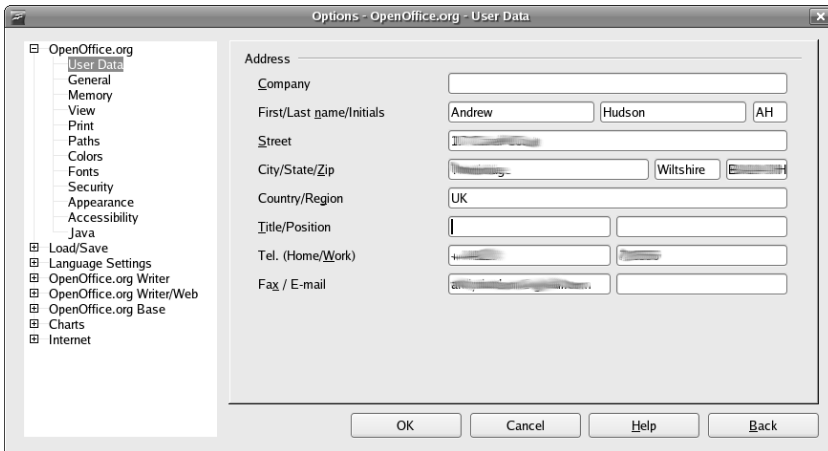 Options - OpenOffice.org - User Data
OpenOffice.org
User Data
General
Memory
View
Print
Paths
Colors
Fonts
Security
Appearance
Accessibility
Java
Load/Save
Language Settings
OpenOffice.org Writer
OpenOffice.org Writer/Web
OpenOffice.org Base
Charts
Internet
Address
Company
First/Last name/Initials Andrew Hudson AH
Street
City/State/Zip Wiltshire
Country/Region UK
Title/Position
Tel. (Home/Work)
Fax / E-mail
OK Cancel Help Back